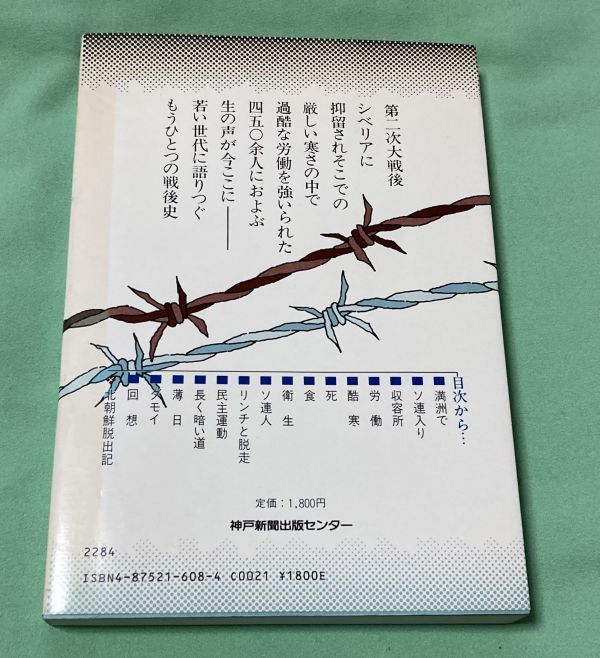 第二次大戦後
シベリアに
抑留されそこでの
厳しい寒さの中で
過酷な労働を強いられた
四五〇余人におよぶ
生の声が今ここに――
若い世代に語りつぐ
もうひとつの戦後史
目次から…
■満洲で
■ソ連入り
■収容所
■労働
■酷寒
■死
■食
■衛生
■ソ連人
■リンチと脱走
■民主運動
■長く暗い道
■薄日
■ダモイ
■回想
■北朝鮮脱出記
定価：1,800円
神戸新聞出版センター
2284
ISBN4-87521-608-4 C0021 ¥1800E